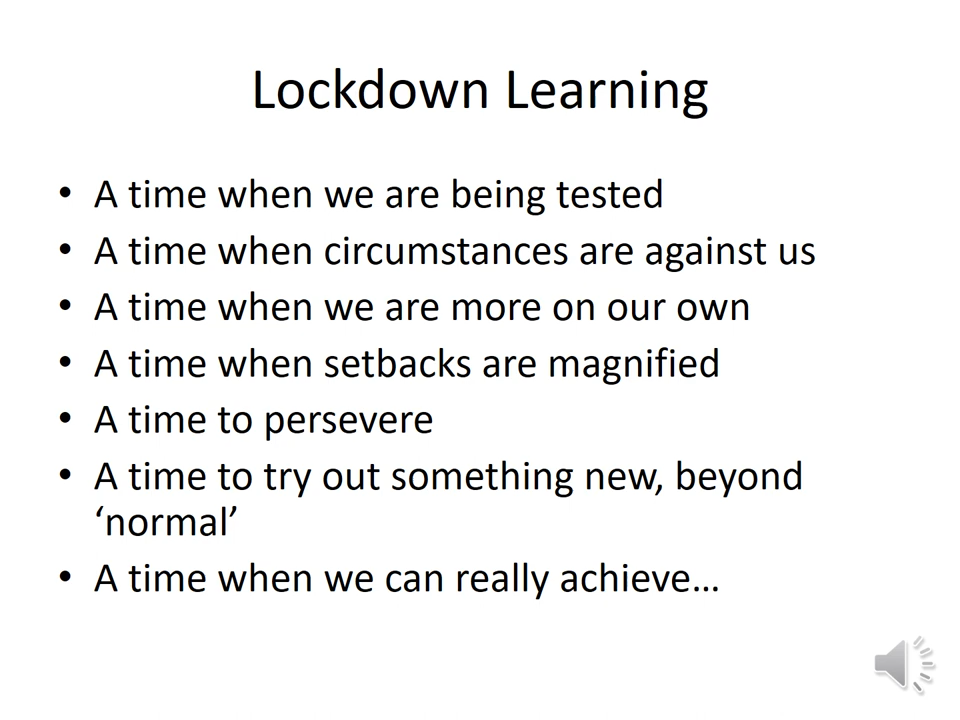 Lockdown Learning
• A time when we are being tested
• A time when circumstances are against us
• A time when we are more on our own
• A time when setbacks are magnified
• A time to persevere
• A time to try out something new, beyond
‘normal’
• A time when we can really achieve…